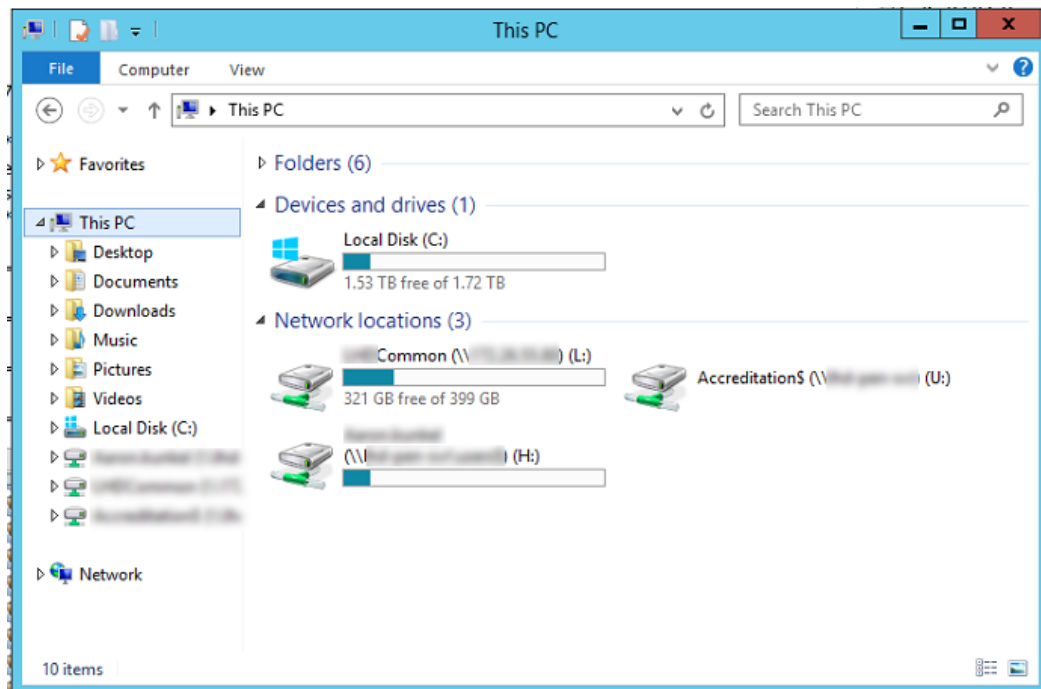 This PC
File Computer View
This PC
Search This PC
Favorites
This PC
Desktop
Documents
Downloads
Music
Pictures
Videos
Local Disk (C:)
Network
Folders (6)
Devices and drives (1)
Local Disk (C:)
1.53 TB free of 1.72 TB
Network locations (3)
Common (\\ ) (L:)
321 GB free of 399 GB
Accreditation$ (\\ ) (U:)
(\\ ) (H:)
10 items